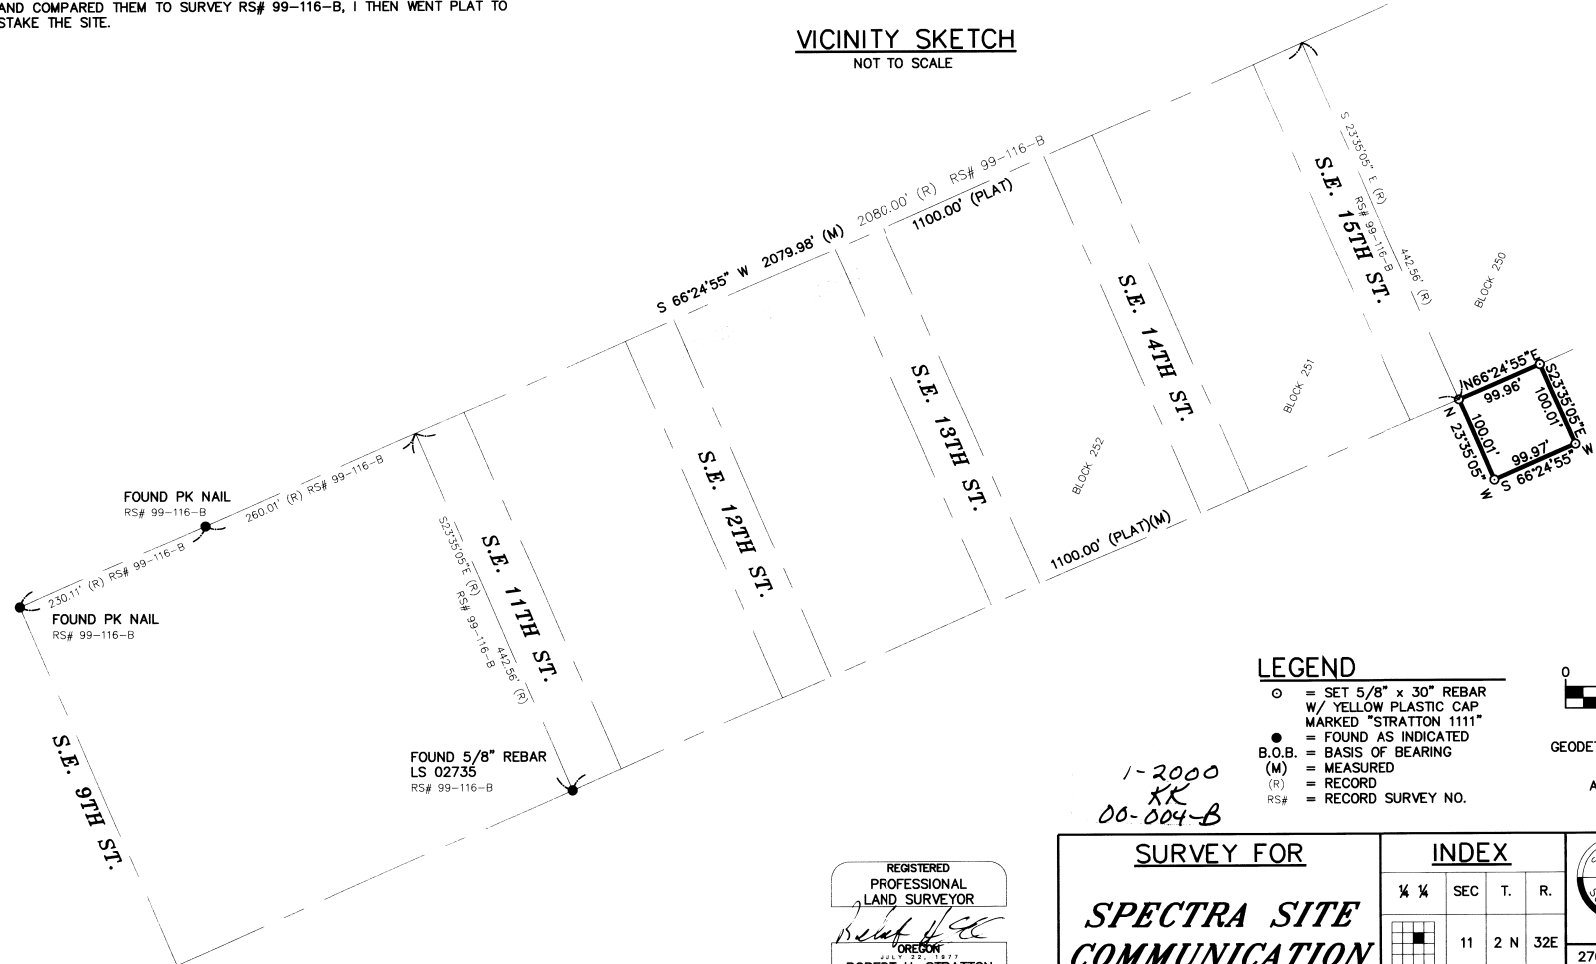 AND COMPARED THEM TO SURVEY RS# 99-116-B, I THEN WENT PLAT TO
STAKE THE SITE.
VICINITY SKETCH
NOT TO SCALE
S 66°24'55" W 2079.98' (M) 2080.00' (R) RS# 99-116-B
1100.00' (PLAT)
S 23°35'05" E (R)
RS# 99-116-B
442.56' (R)
S.E. 15TH ST.
BLOCK 250
S.E. 14TH ST.
BLOCK 251
S.E. 13TH ST.
BLOCK 252
S.E. 12TH ST.
1100.00' (PLAT)(M)
N66°24'55"E
99.96'
S23°35'05"E
100.01'
S 66°24'55" W
99.97'
N 23°35'05" W
100.01'
FOUND PK NAIL
RS# 99-116-B
260.01' (R) RS# 99-116-B
230.11' (R) RS# 99-116-B
FOUND PK NAIL
RS# 99-116-B
S23°35'05"E (R)
RS# 99-116-B
442.56' (R)
S.E. 11TH ST.
S.E. 9TH ST.
FOUND 5/8" REBAR
LS 02735
RS# 99-116-B
LEGEND
= SET 5/8" x 30" REBAR
W/ YELLOW PLASTIC CAP
MARKED "STRATTON 1111"
= FOUND AS INDICATED
B.O.B. = BASIS OF BEARING
(M) = MEASURED
(R) = RECORD
RS# = RECORD SURVEY NO.
0
GEODE
A
1-2000
KK
00-004-B
REGISTERED
PROFESSIONAL
LAND SURVEYOR
OREGON
JULY 22, 1977
ROBERT H. STRATTON
SURVEY FOR
SPECTRA SITE
COMMUNICATION
INDEX
¼ ¼ SEC T. R.
11 2 N 32E
27